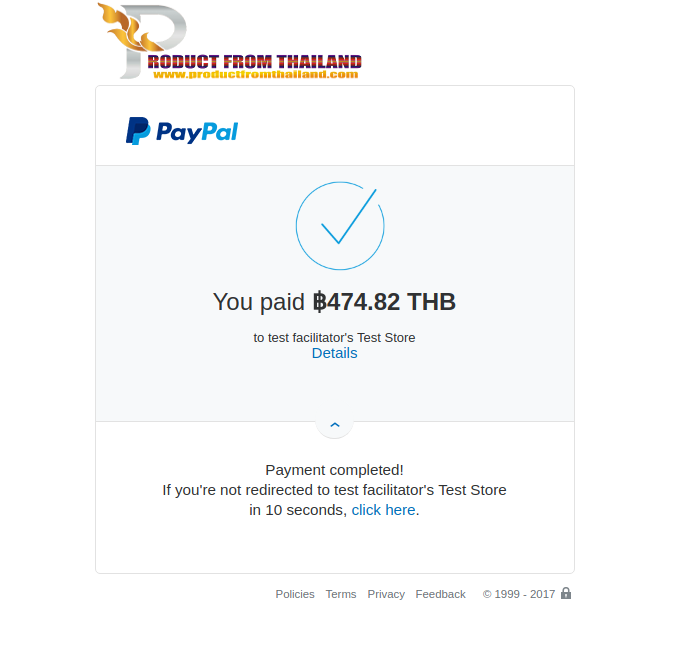 PRODUCT FROM THAILAND
www.productfromthailand.com
PayPal
You paid ฿474.82 THB
to test facilitator's Test Store
Details
Payment completed!
If you're not redirected to test facilitator's Test Store
in 10 seconds, click here.
Policies Terms Privacy Feedback © 1999 - 2017